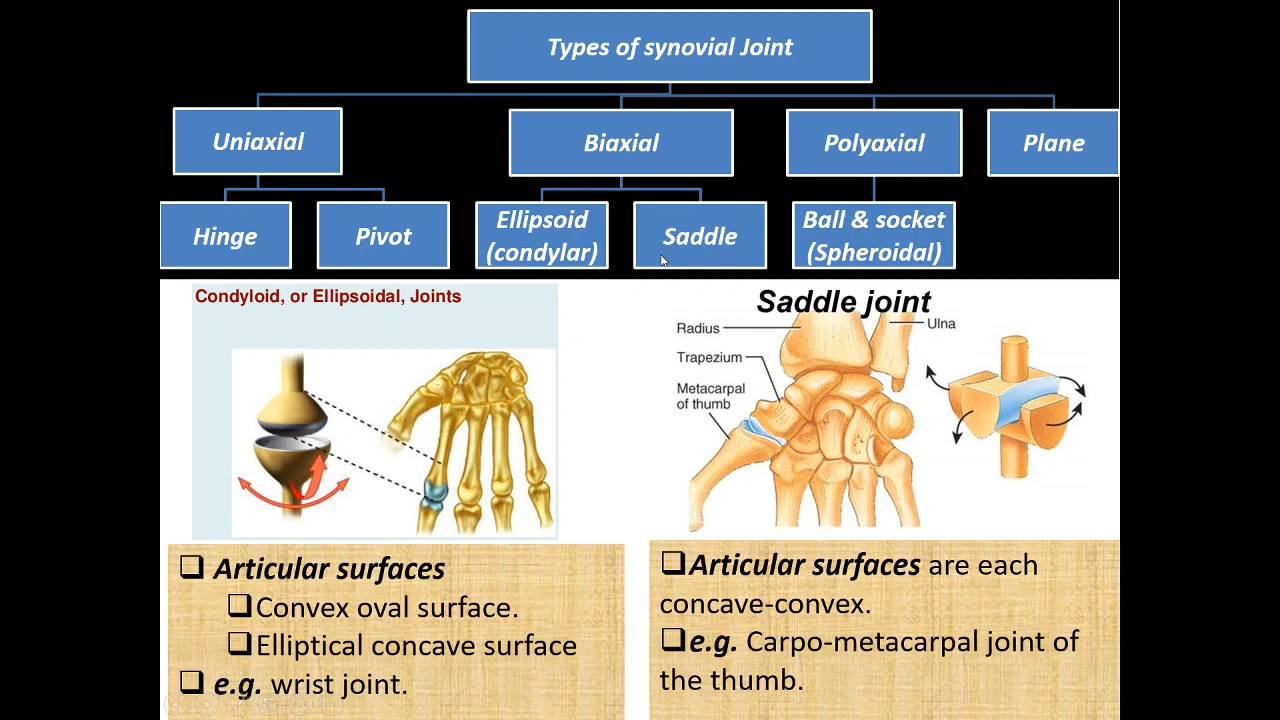 Types of synovial Joint
Uniaxial
Biaxial
Polyaxial
Plane
Hinge
Pivot
Ellipsoid
(condylar)
Saddle
Ball & socket
(Spheroidal)
Condyloid, or Ellipsoidal, Joints
Saddle joint
Radius
Ulna
Trapezium
Metacarpal
of thumb
Articular surfaces
Convex oval surface.
Elliptical concave surface
e.g. wrist joint.
Articular surfaces are each
concave-convex.
e.g. Carpo-metacarpal joint of
the thumb.